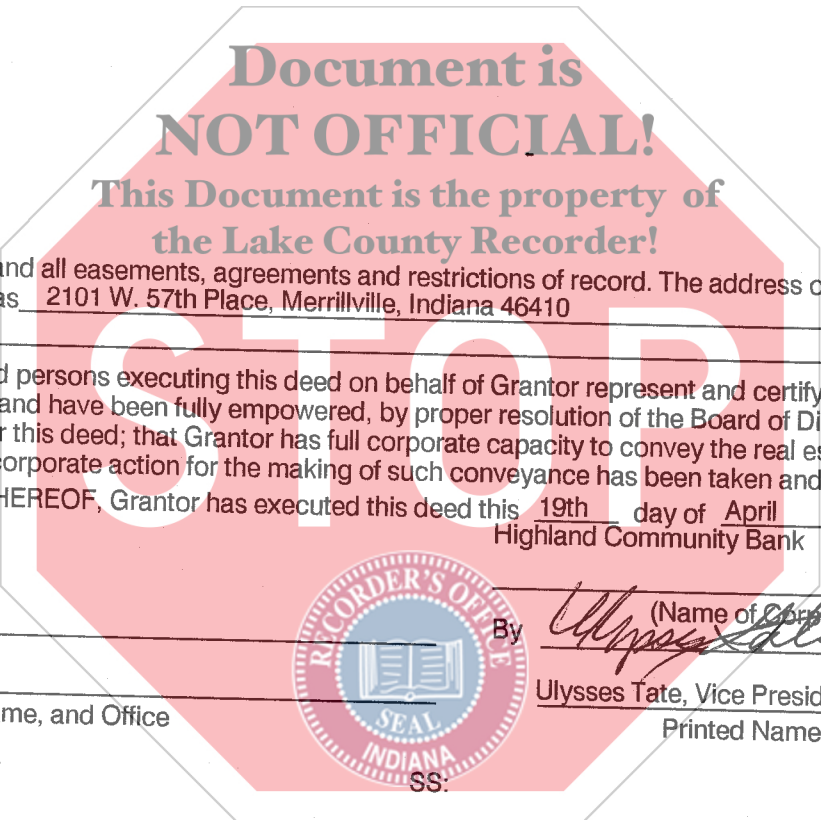 Document is
NOT OFFICIAL!
This Document is the property of
the Lake County Recorder!
and all easements, agreements and restrictions of record. The address o
as 2101 W. 57th Place, Merrillville, Indiana 46410
STOP
d persons executing this deed on behalf of Grantor represent and certify
and have been fully empowered, by proper resolution of the Board of Di
r this deed; that Grantor has full corporate capacity to convey the real es
corporate action for the making of such conveyance has been taken and
HEREOF, Grantor has executed this deed this 19th day of April
Highland Community Bank
(Name of Corp
By
Ulysses Tate, Vice Presid
me, and Office
Printed Name
RECORDER'S OFFICE
SEAL
INDIANA
SS: